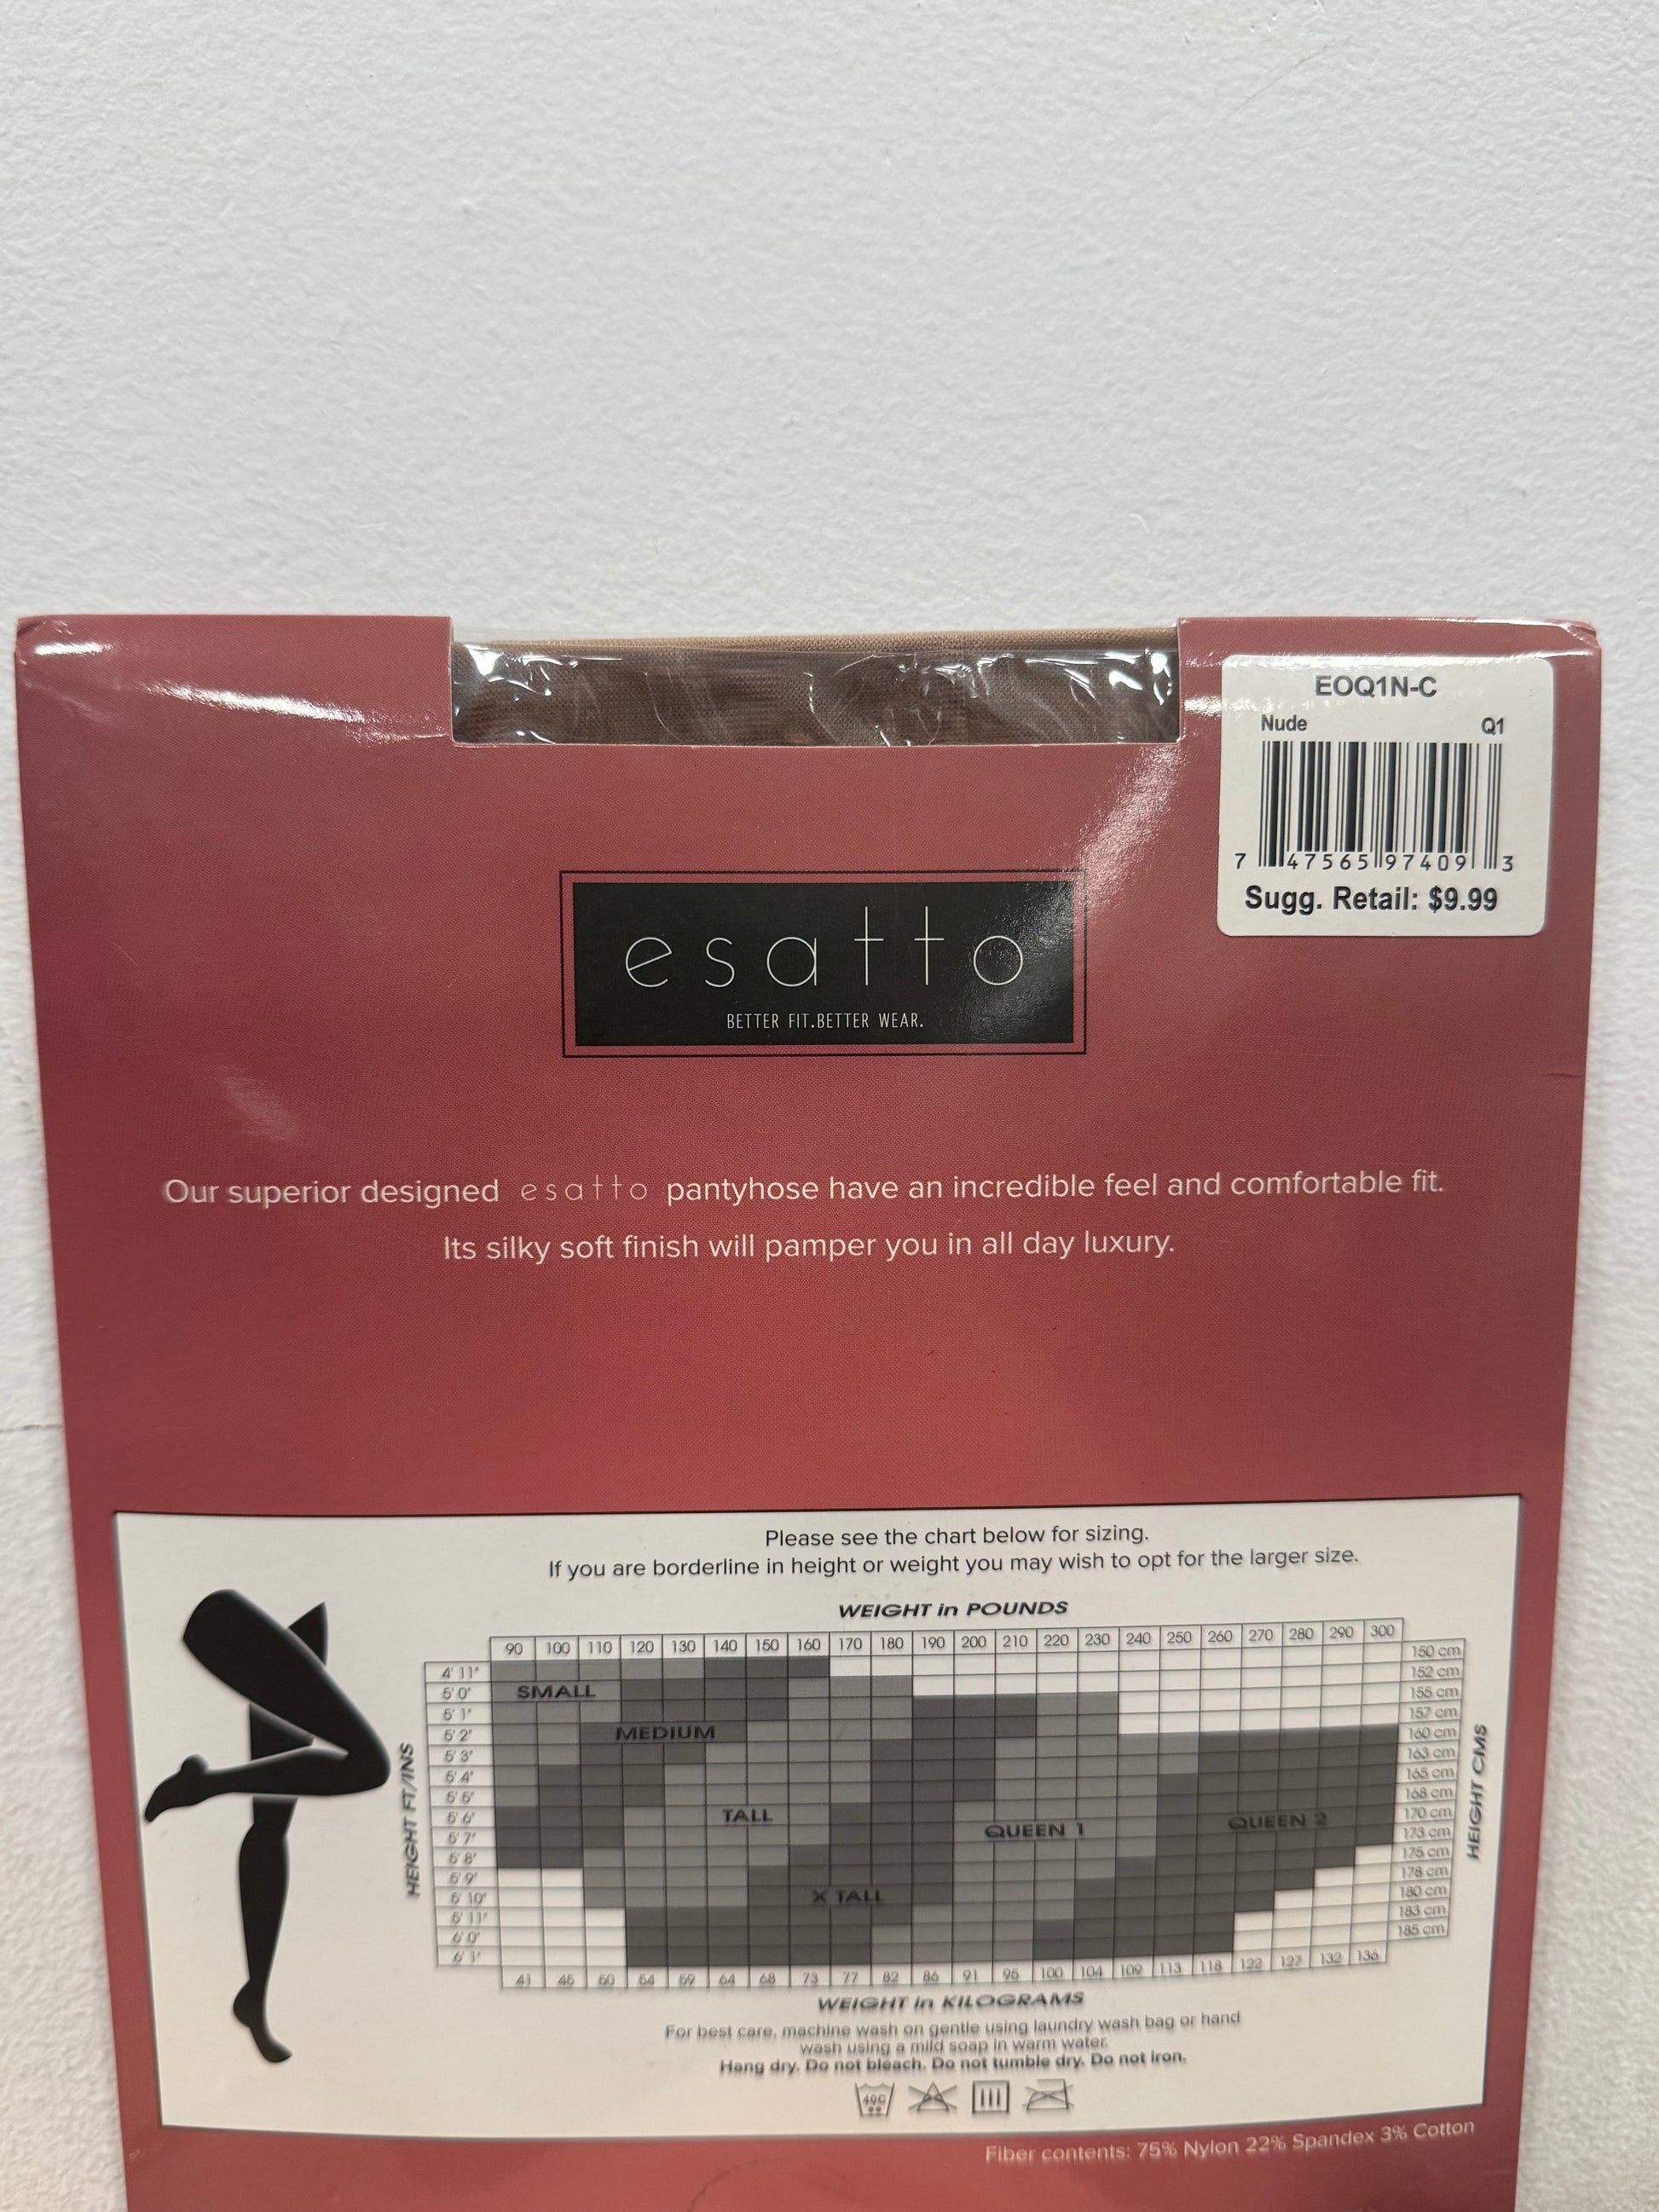 EOQ1N-C
Nude Q1
7 47565 97409 3
Sugg. Retail: $9.99
esatto
BETTER FIT.BETTER WEAR.
Our superior designed esatto pantyhose have an incredible feel and comfortable fit.
Its silky soft finish will pamper you in all day luxury.
Please see the chart below for sizing.
If you are borderline in height or weight you may wish to opt for the larger size.
WEIGHT in POUNDS
90 100 110 120 130 140 150 160 170 180 190 200 210 220 230 240 250 260 270 280 290 300
HEIGHT FT/INS
4' 11"
5' 0"
5' 1"
5' 2"
5' 3"
5' 4"
5' 5"
5' 6"
5' 7"
5' 8"
5' 9"
5' 10"
5' 11"
6' 0"
6' 1"
SMALL
MEDIUM
TALL
QUEEN 1
QUEEN 2
X TALL
150 cm
152 cm
155 cm
157 cm
160 cm
163 cm
165 cm
168 cm
170 cm
173 cm
175 cm
178 cm
180 cm
183 cm
185 cm
HEIGHT CMS
41 45 50 54 59 64 68 73 77 82 86 91 95 100 104 109 113 118 122 127 132 136
WEIGHT in KILOGRAMS
For best care, machine wash on gentle using laundry wash bag or hand
wash using a mild soap in warm water.
Hang dry. Do not bleach. Do not tumble dry. Do not iron.
40C
Fiber contents: 75% Nylon 22% Spandex 3% Cotton